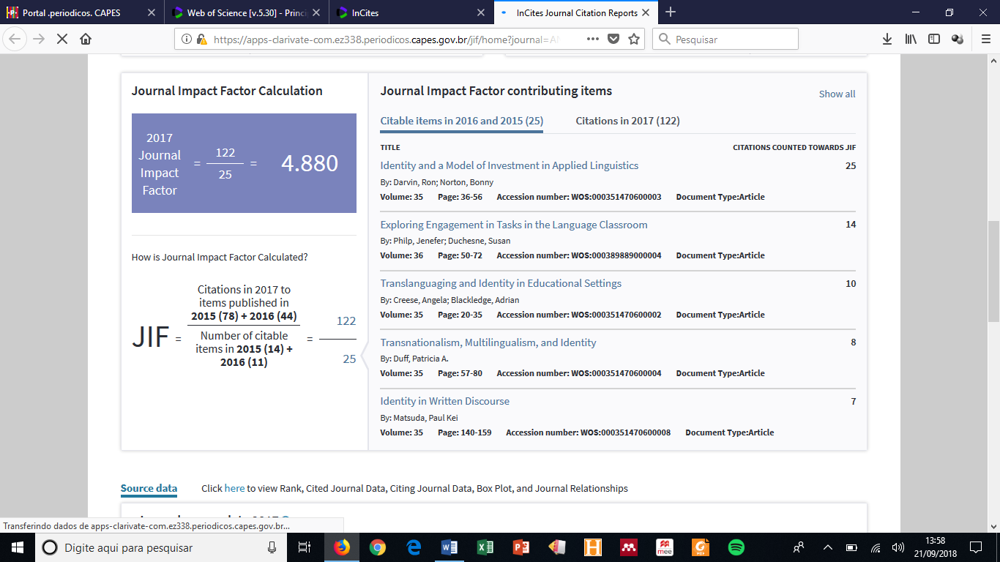 Portal .periodicos. CAPES
Web of Science [v.5.30] - Princi
InCites
InCites Journal Citation Reports
https://apps-clarivate-com.ez338.periodicos.capes.gov.br/jif/home?journal=
Pesquisar
Journal Impact Factor Calculation
2017
Journal
Impact
Factor
= 122
25 = 4.880
How is Journal Impact Factor Calculated?
JIF =
Citations in 2017 to
items published in
2015 (78) + 2016 (44)
Number of citable
items in 2015 (14) +
2016 (11)
= 122
25
Journal Impact Factor contributing items
Show all
Citable items in 2016 and 2015 (25) Citations in 2017 (122)
TITLE CITATIONS COUNTED TOWARDS JIF
Identity and a Model of Investment in Applied Linguistics 25
By: Darvin, Ron; Norton, Bonny
Volume: 35 Page: 36-56 Accession number: WOS:000351470600003 Document Type:Article
Exploring Engagement in Tasks in the Language Classroom 14
By: Philp, Jenefer; Duchesne, Susan
Volume: 36 Page: 50-72 Accession number: WOS:000389889000004 Document Type:Article
Translanguaging and Identity in Educational Settings 10
By: Creese, Angela; Blackledge, Adrian
Volume: 35 Page: 20-35 Accession number: WOS:000351470600002 Document Type:Article
Transnationalism, Multilingualism, and Identity 8
By: Duff, Patricia A.
Volume: 35 Page: 57-80 Accession number: WOS:000351470600004 Document Type:Article
Identity in Written Discourse 7
By: Matsuda, Paul Kei
Volume: 35 Page: 140-159 Accession number: WOS:000351470600008 Document Type:Article
Source data Click here to view Rank, Cited Journal Data, Citing Journal Data, Box Plot, and Journal Relationships
Transferindo dados de apps-clarivate-com.ez338.periodicos.capes.gov.br...
Digite aqui para pesquisar
mee
PDF
13:58
21/09/2018